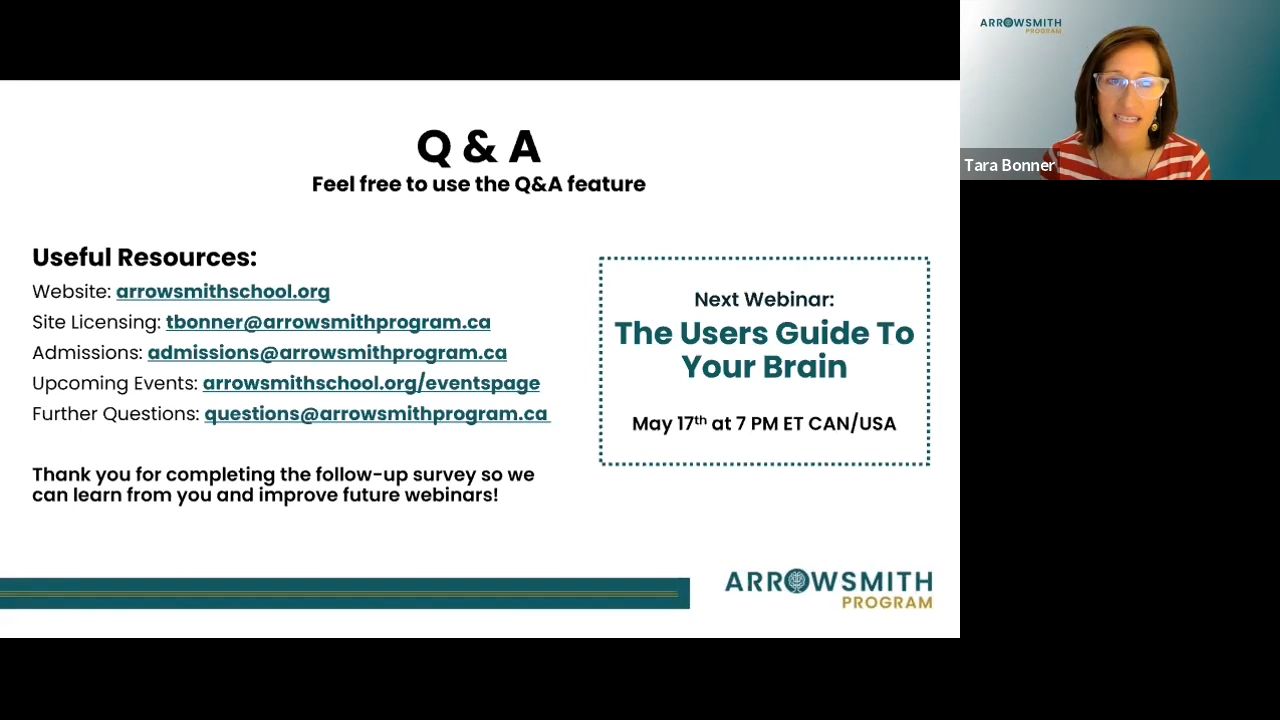 Q & A
Feel free to use the Q&A feature
Useful Resources:
Website: arrowsmithschool.org
Site Licensing: tbonner@arrowsmithprogram.ca
Admissions: admissions@arrowsmithprogram.ca
Upcoming Events: arrowsmithschool.org/eventspage
Further Questions: questions@arrowsmithprogram.ca
Thank you for completing the follow-up survey so we
can learn from you and improve future webinars!
Next Webinar:
The Users Guide To
Your Brain
May 17th at 7 PM ET CAN/USA
ARROWSMITH
PROGRAM
ARROWSMITH
PROGRAM
Tara Bonner